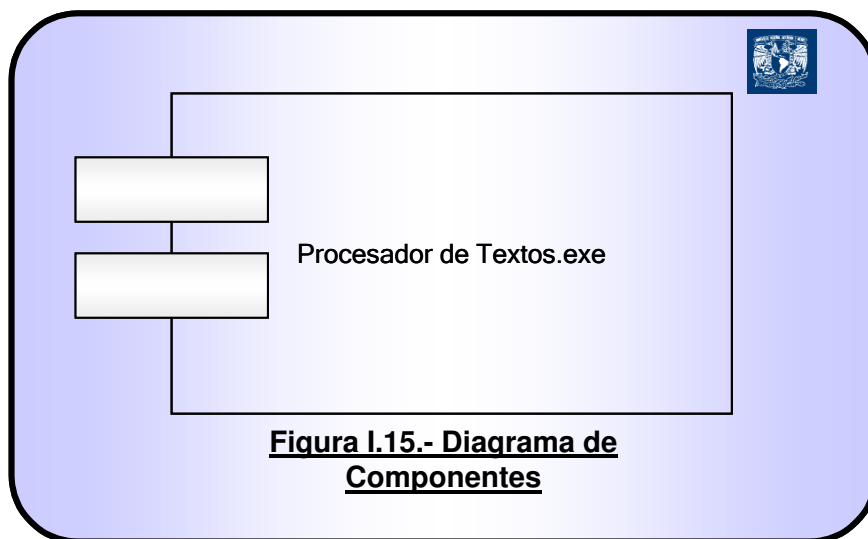 Procesador de Textos.exe
Figura I.15.- Diagrama de
Componentes